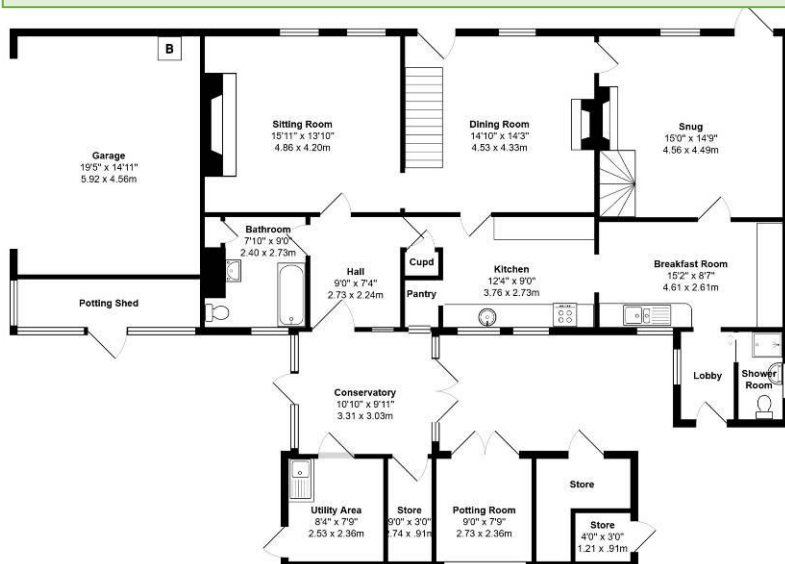 B
Garage
19'5" x 14'11"
5.92 x 4.56m
Sitting Room
15'11" x 13'10"
4.86 x 4.20m
Dining Room
14'10" x 14'3"
4.53 x 4.33m
Snug
15'0" x 14'9"
4.56 x 4.49m
Bathroom
7'10" x 9'0"
2.40 x 2.73m
Hall
9'0" x 7'4"
2.73 x 2.24m
Cupd
Pantry
Kitchen
12'4" x 9'0"
3.76 x 2.73m
Breakfast Room
15'2" x 8'7"
4.61 x 2.61m
Potting Shed
Conservatory
10'10" x 9'11"
3.31 x 3.03m
Lobby
Shower
Room
Utility Area
8'4" x 7'9"
2.53 x 2.36m
Store
9'0" x 3'0"
2.74 x .91m
Potting Room
9'0" x 7'9"
2.73 x 2.36m
Store
Store
4'0" x 3'0"
1.21 x .91m